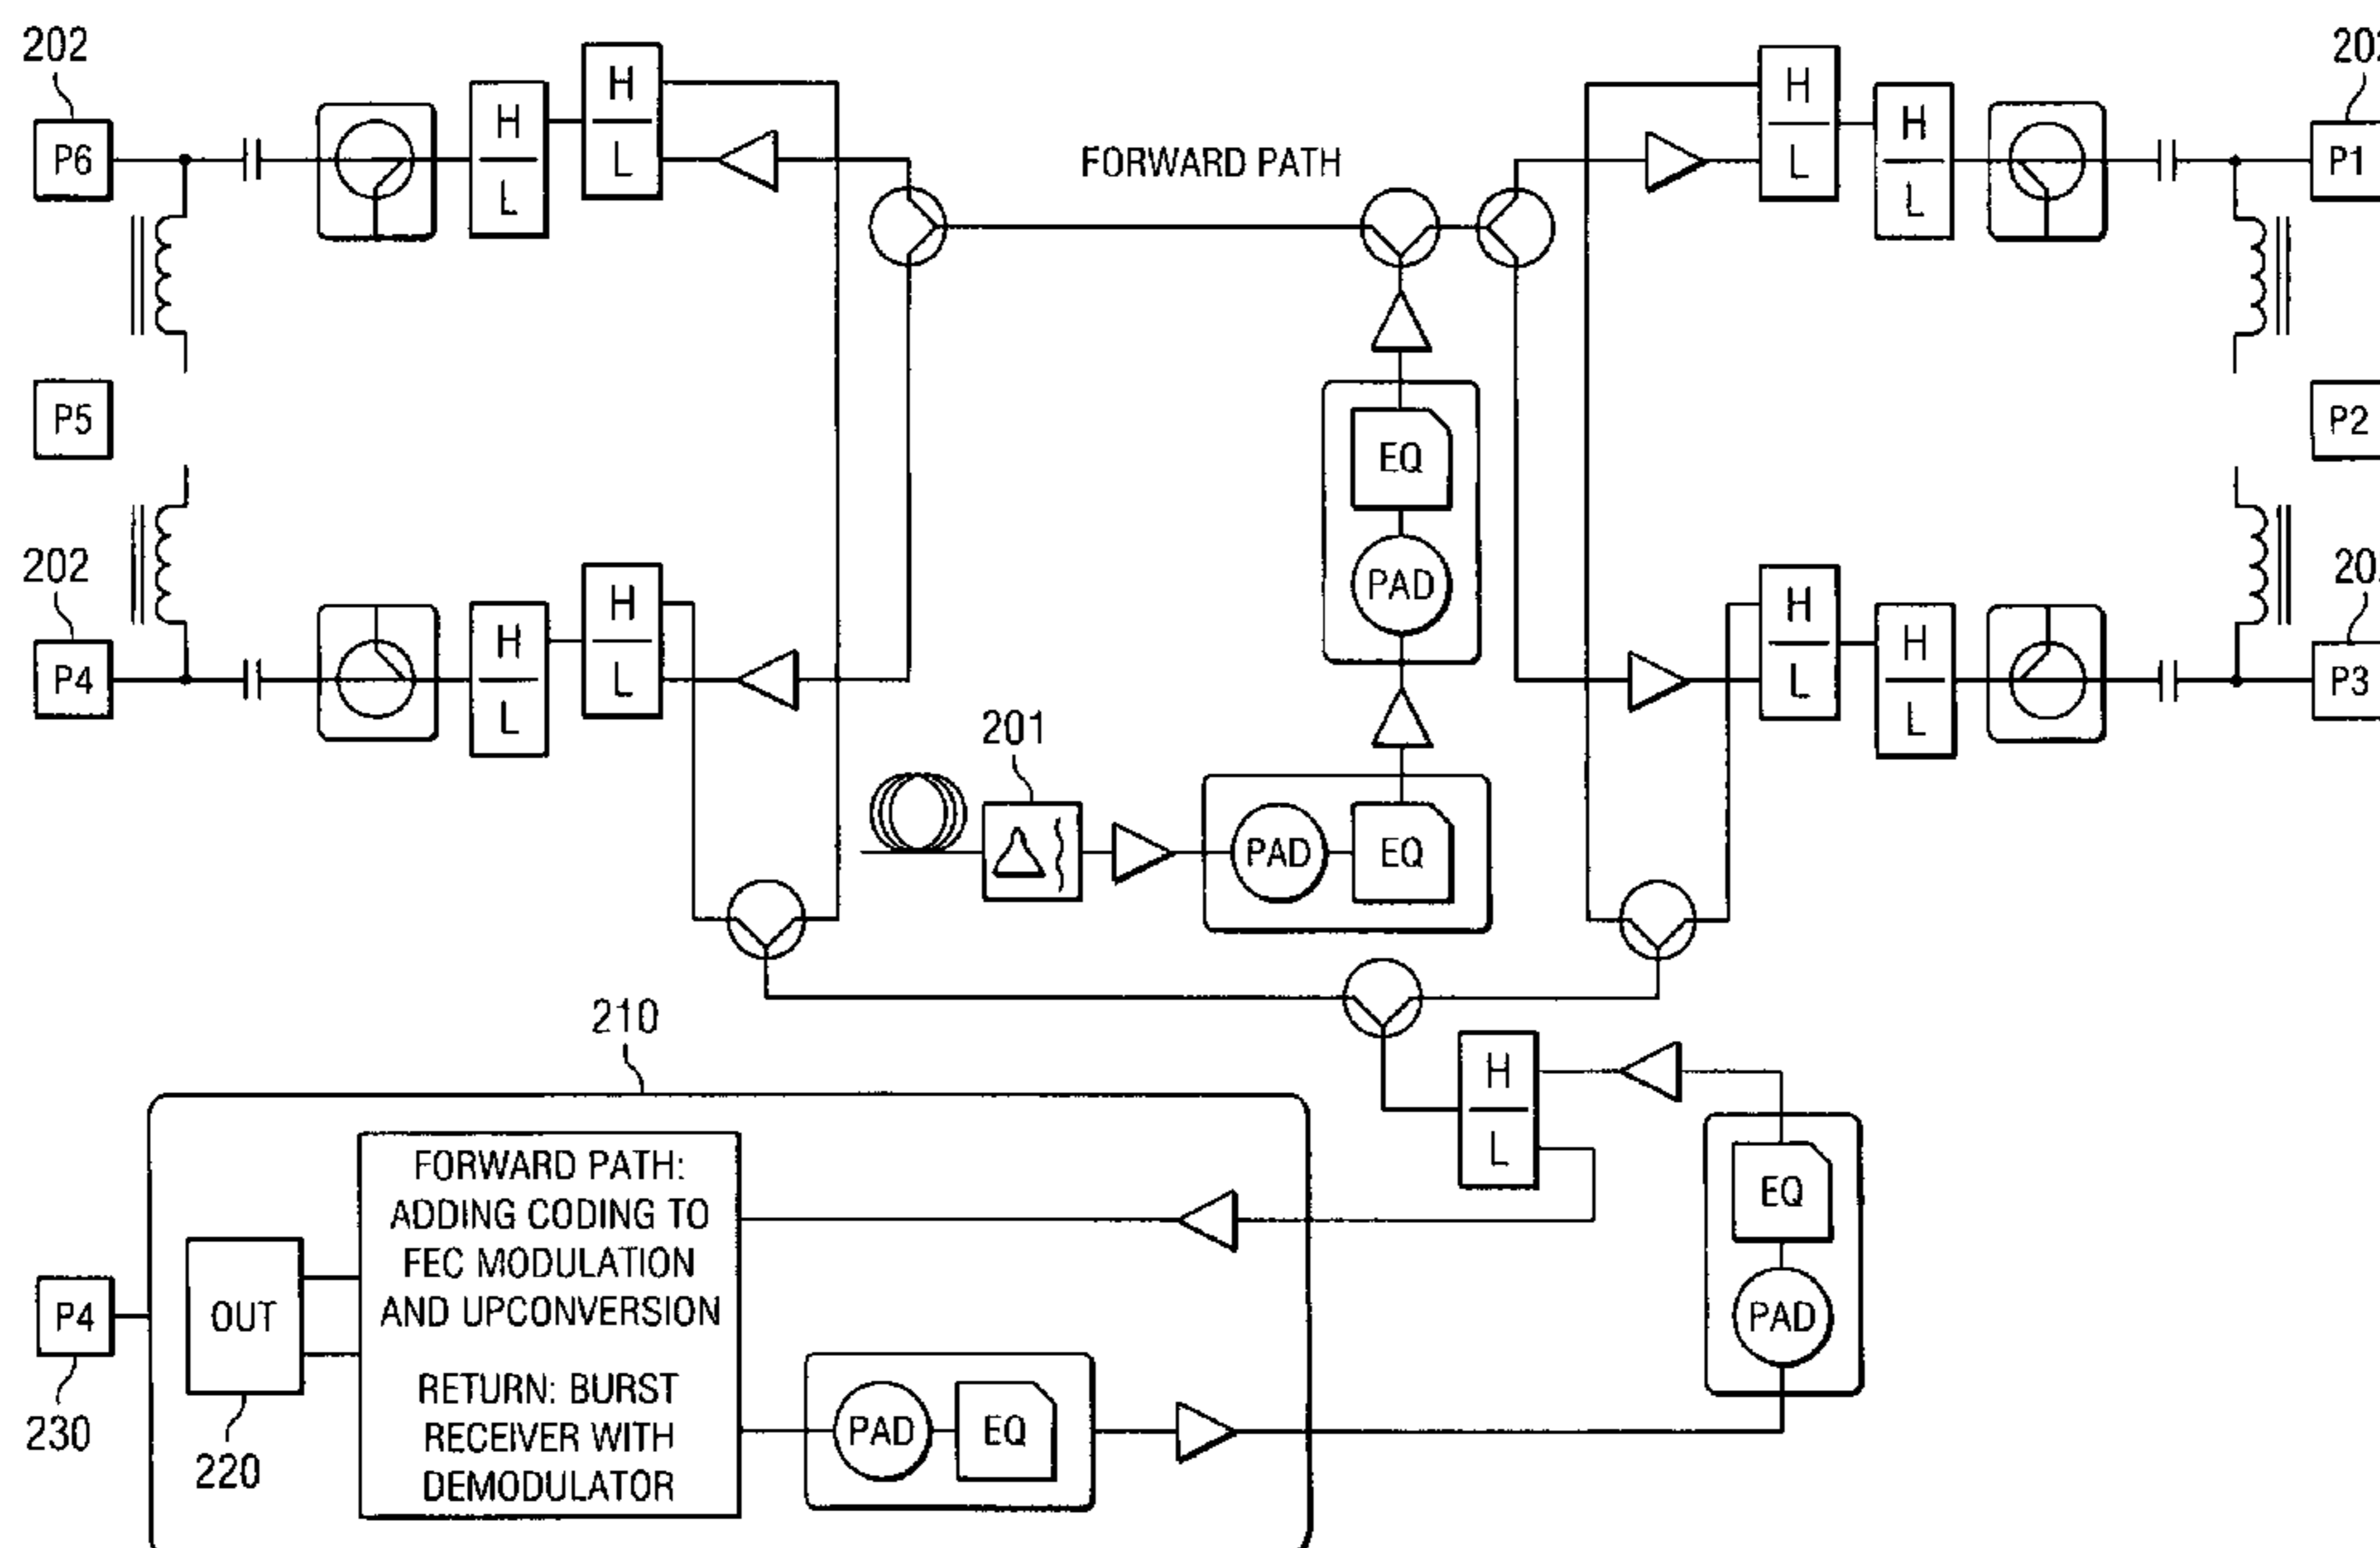 202
202
H
H
H
H
P6
L
L
FORWARD PATH
L
L
P1
P5
EQ
P2
PAD
202
20
H
H
H
H
P4
L
L
L
L
P3
201
PAD
EQ
210
H
L
FORWARD PATH:
ADDING CODING TO
FEC MODULATION
AND UPCONVERSION
RETURN: BURST
RECEIVER WITH
DEMODULATOR
EQ
PAD
P4
OUT
230
220
PAD
EQ